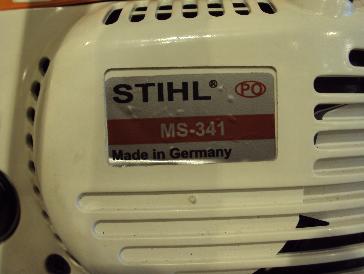 STIHL® PO
MS-341
Made in Germany